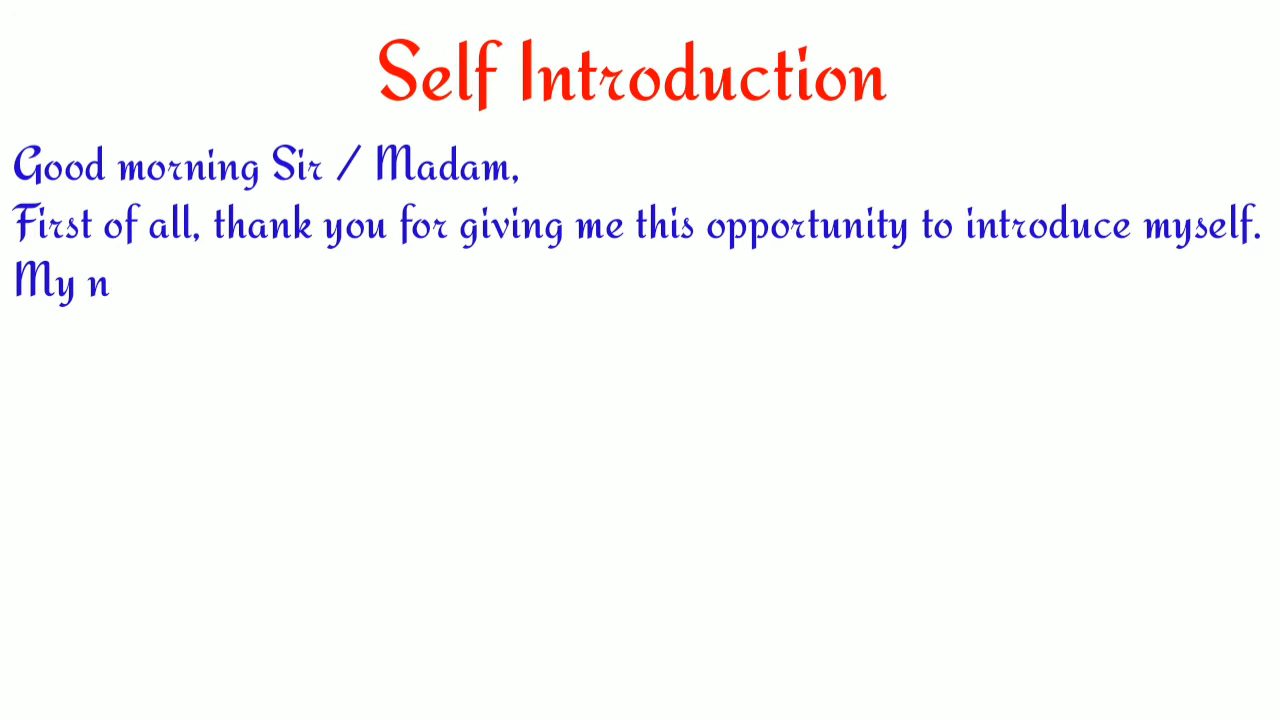 Self Introduction
Good morning Sir / Madam,
First of all, thank you for giving me this opportunity to introduce myself.
My n